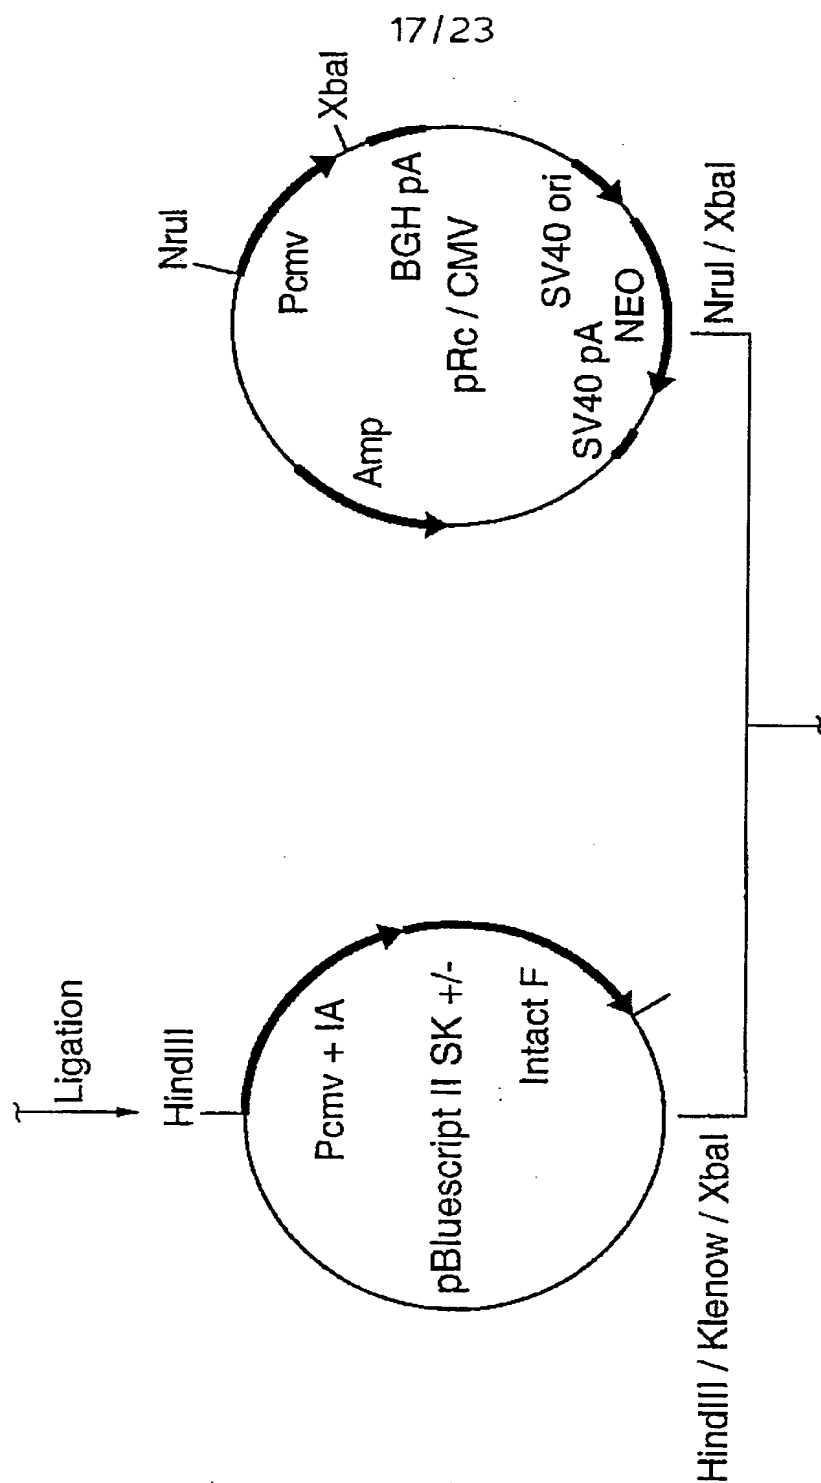 17/23
Ligation
HindIII
Pcmv + IA
pBluescript II SK +/-
Intact F
HindIII / Klenow / XbaI
NruI
XbaI
Pcmv
BGH pA
Amp
pRc / CMV
SV40 ori
SV40 pA
NEO
NruI / XbaI